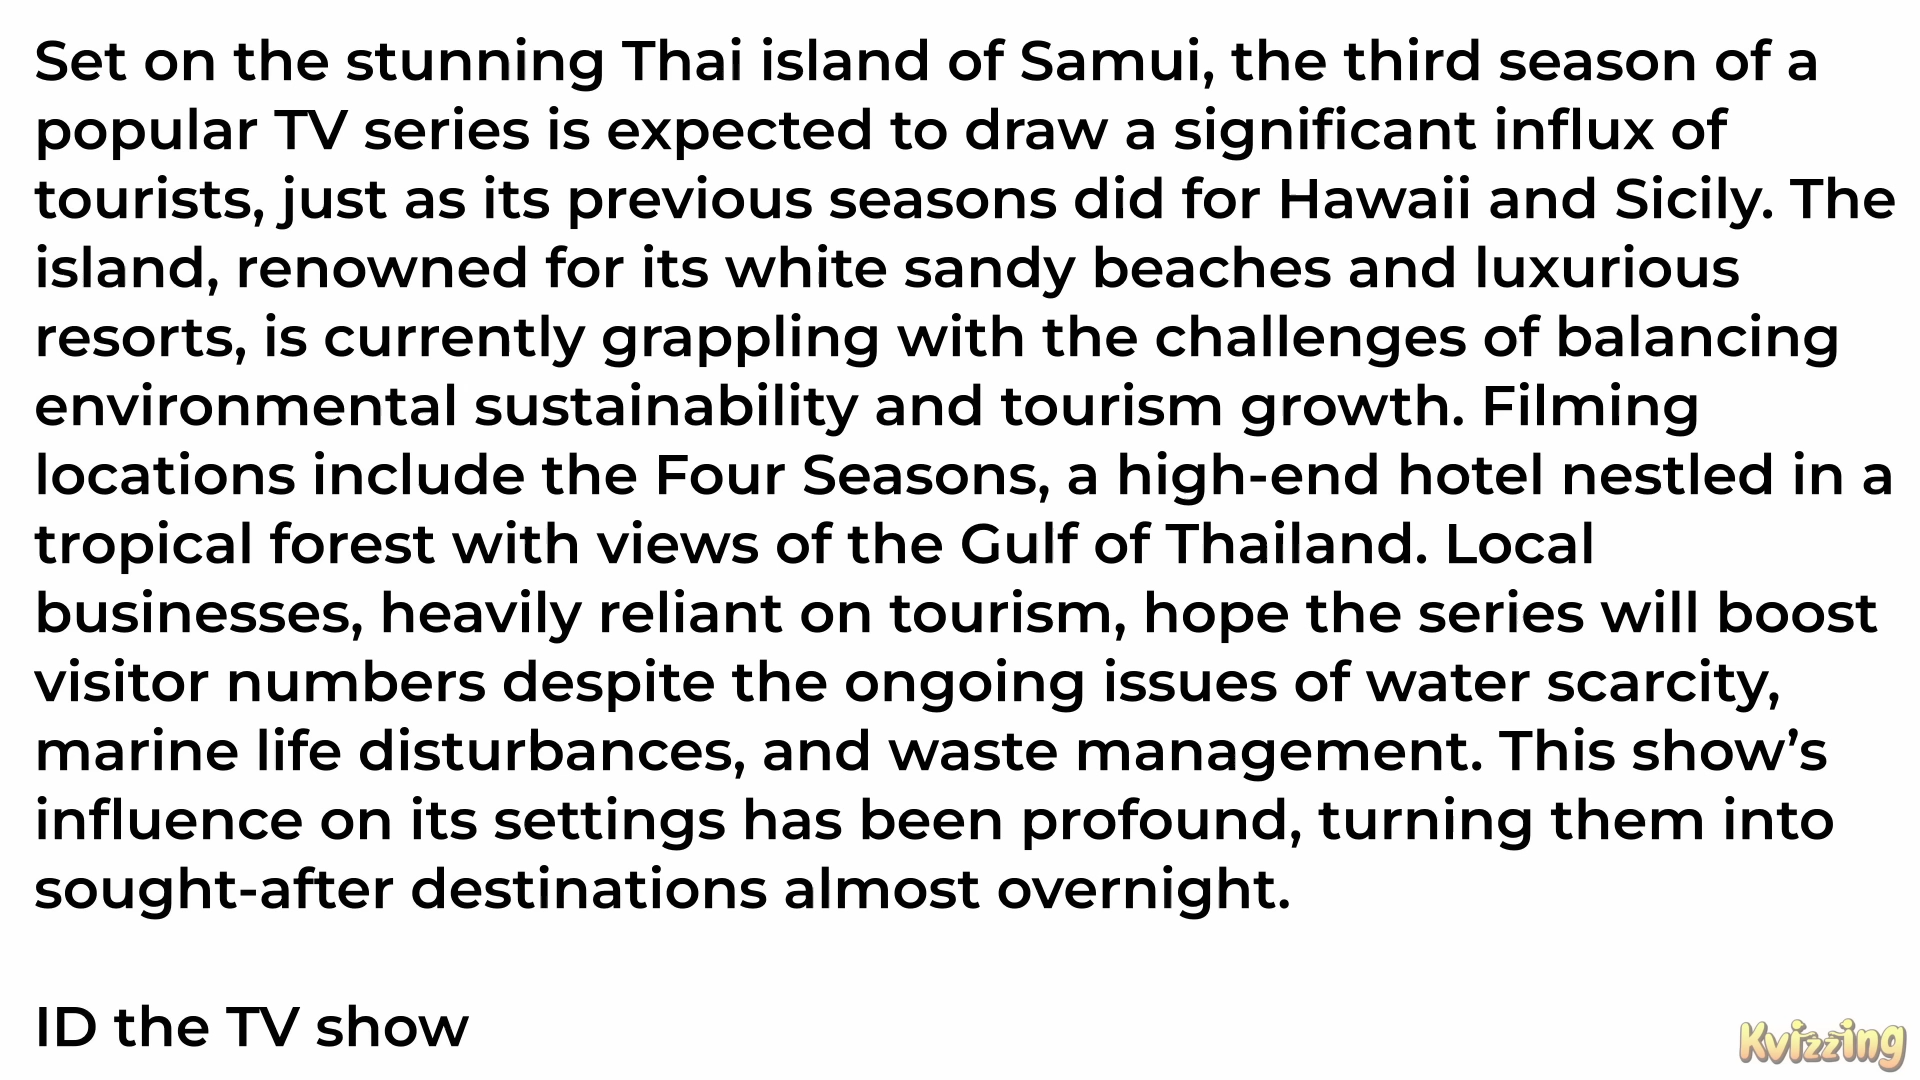 Set on the stunning Thai island of Samui, the third season of a
popular TV series is expected to draw a significant influx of
tourists, just as its previous seasons did for Hawaii and Sicily. The
island, renowned for its white sandy beaches and luxurious
resorts, is currently grappling with the challenges of balancing
environmental sustainability and tourism growth. Filming
locations include the Four Seasons, a high-end hotel nestled in a
tropical forest with views of the Gulf of Thailand. Local
businesses, heavily reliant on tourism, hope the series will boost
visitor numbers despite the ongoing issues of water scarcity,
marine life disturbances, and waste management. This show’s
influence on its settings has been profound, turning them into
sought-after destinations almost overnight.
ID the TV show
Kvizzing